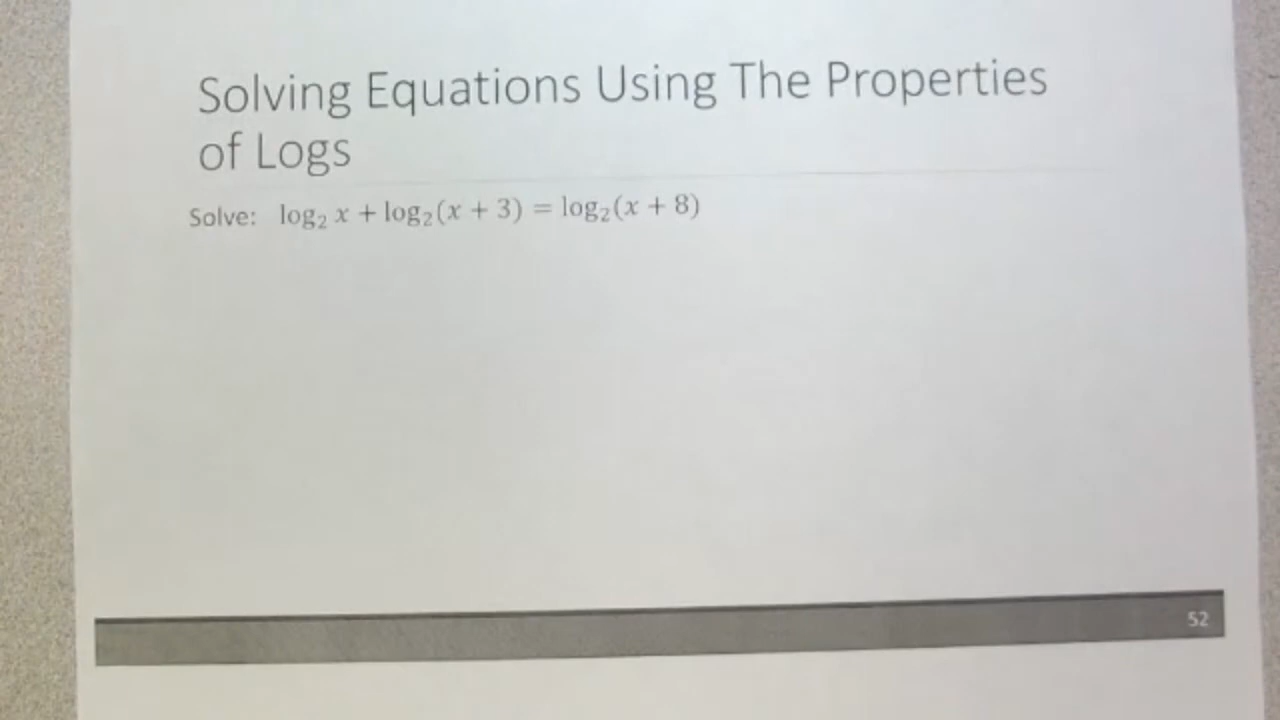 Solving Equations Using The Properties
of Logs
Solve: log₂ x + log₂(x + 3) = log₂(x + 8)
52